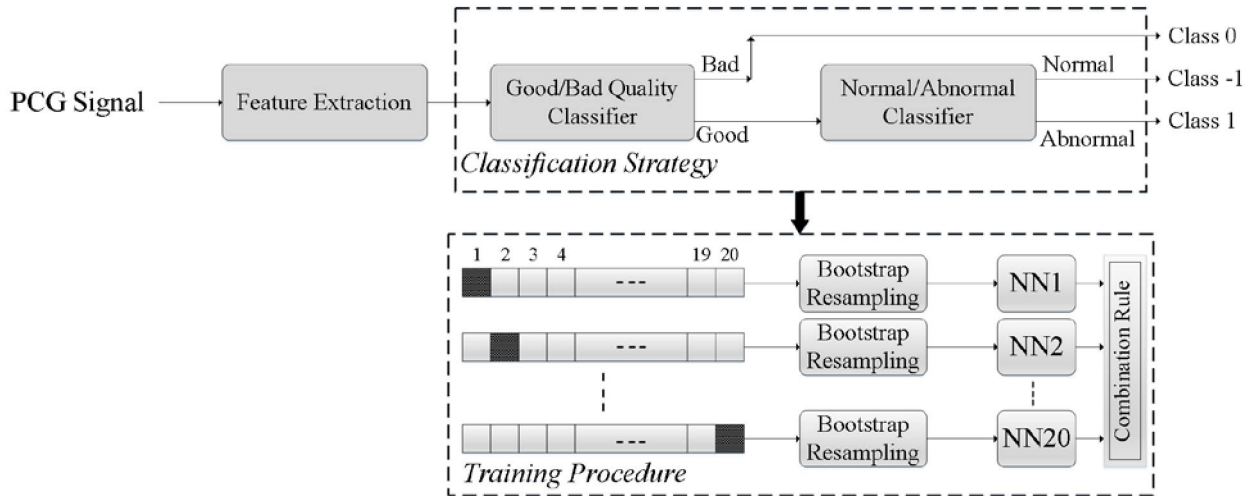 PCG Signal
Feature Extraction
Good/Bad Quality
Classifier
Bad
Good
Normal/Abnormal
Classifier
Normal
Abnormal
Class 0
Class -1
Class 1
Classification Strategy
1 2 3 4 19 20
Bootstrap
Resampling
NN1
Bootstrap
Resampling
NN2
Bootstrap
Resampling
NN20
Combination Rule
Training Procedure